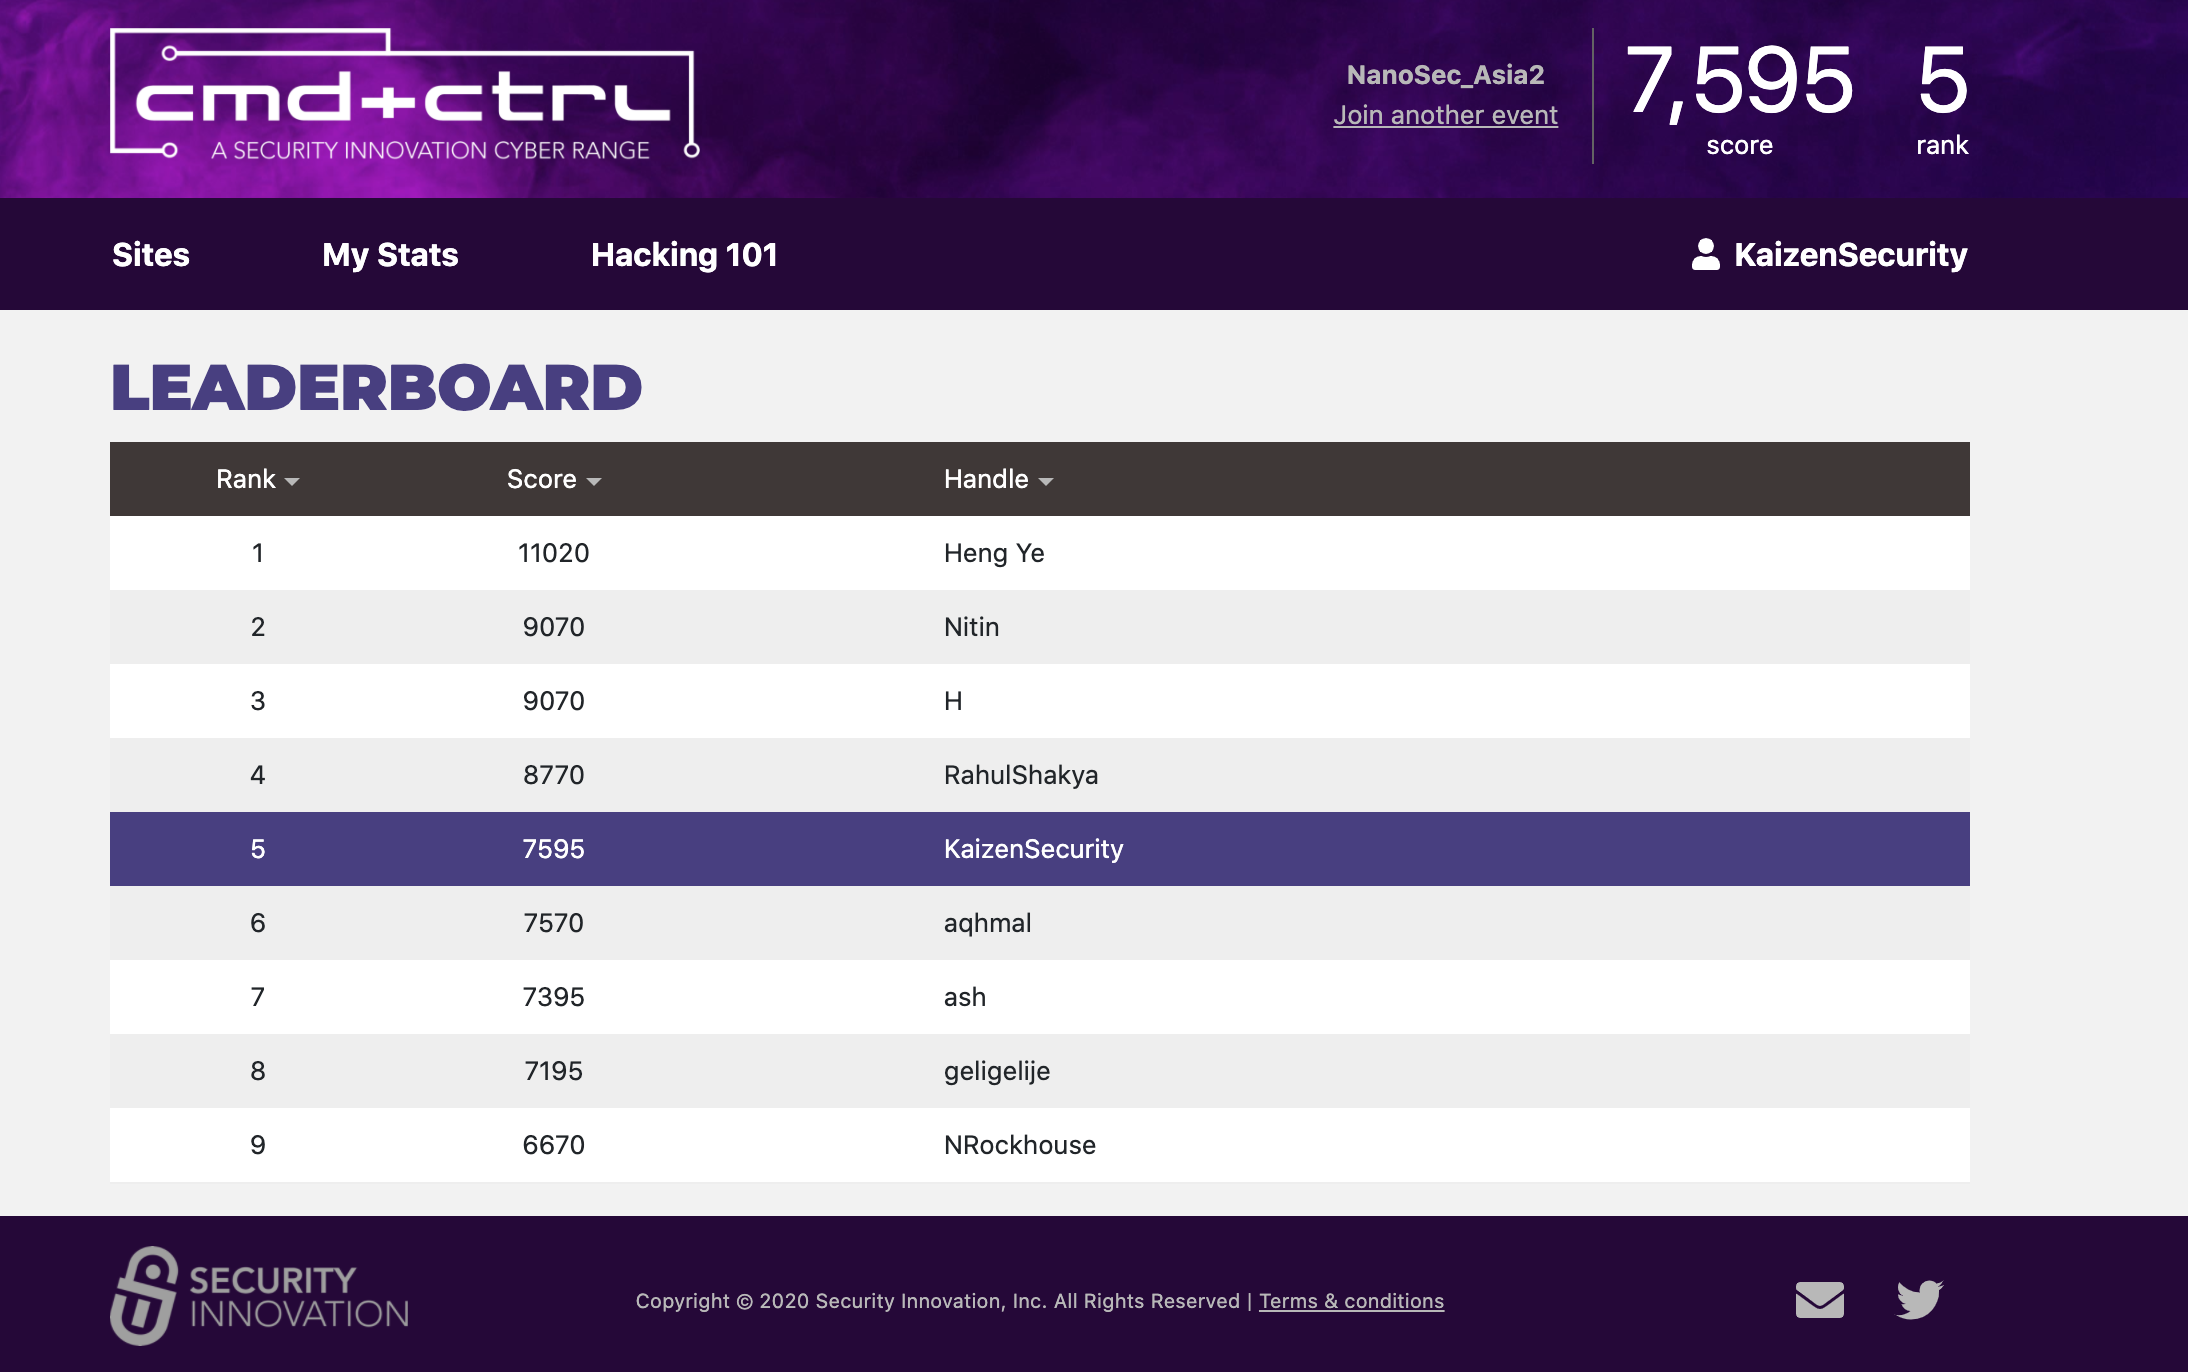 cmd+ctrl
A SECURITY INNOVATION CYBER RANGE
NanoSec_Asia2
Join another event
7,595
score
5
rank
Sites
My Stats
Hacking 101
KaizenSecurity
LEADERBOARD
Rank Score Handle
1 11020 Heng Ye
2 9070 Nitin
3 9070 H
4 8770 RahulShakya
5 7595 KaizenSecurity
6 7570 aqhmal
7 7395 ash
8 7195 geligelije
9 6670 NRockhouse
SECURITY
INNOVATION
Copyright © 2020 Security Innovation, Inc. All Rights Reserved | Terms & conditions